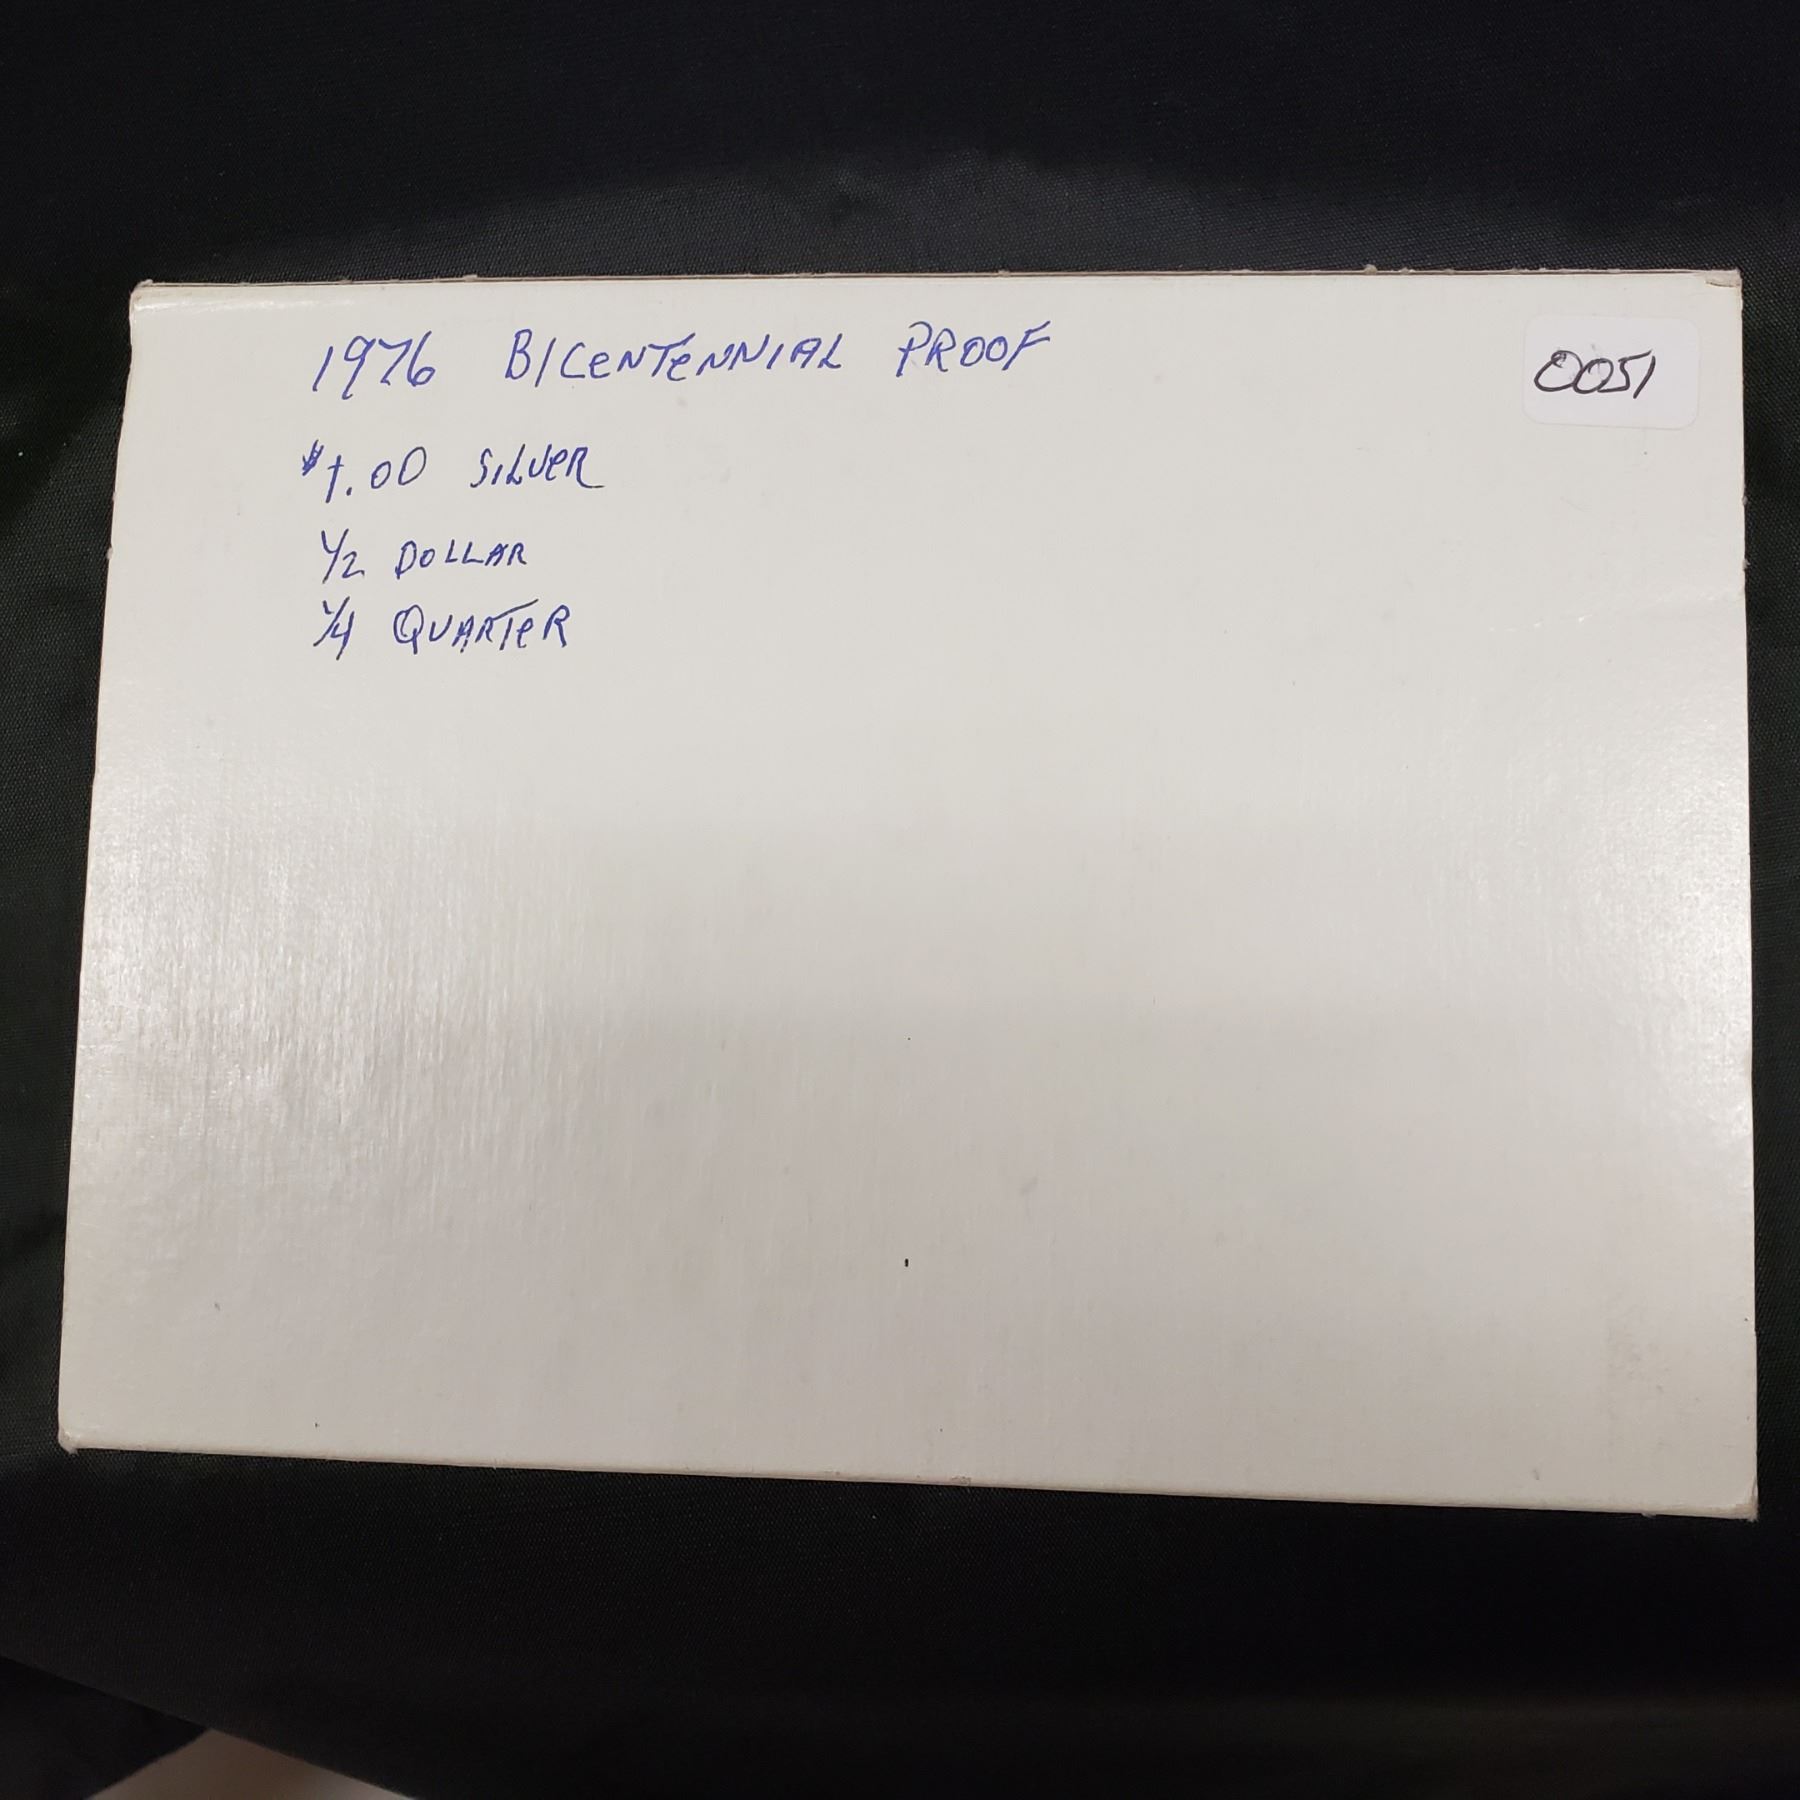 1976 BICENTENNIAL PROOF
0051
$1.00 SILVER
1/2 DOLLAR
1/4 QUARTER